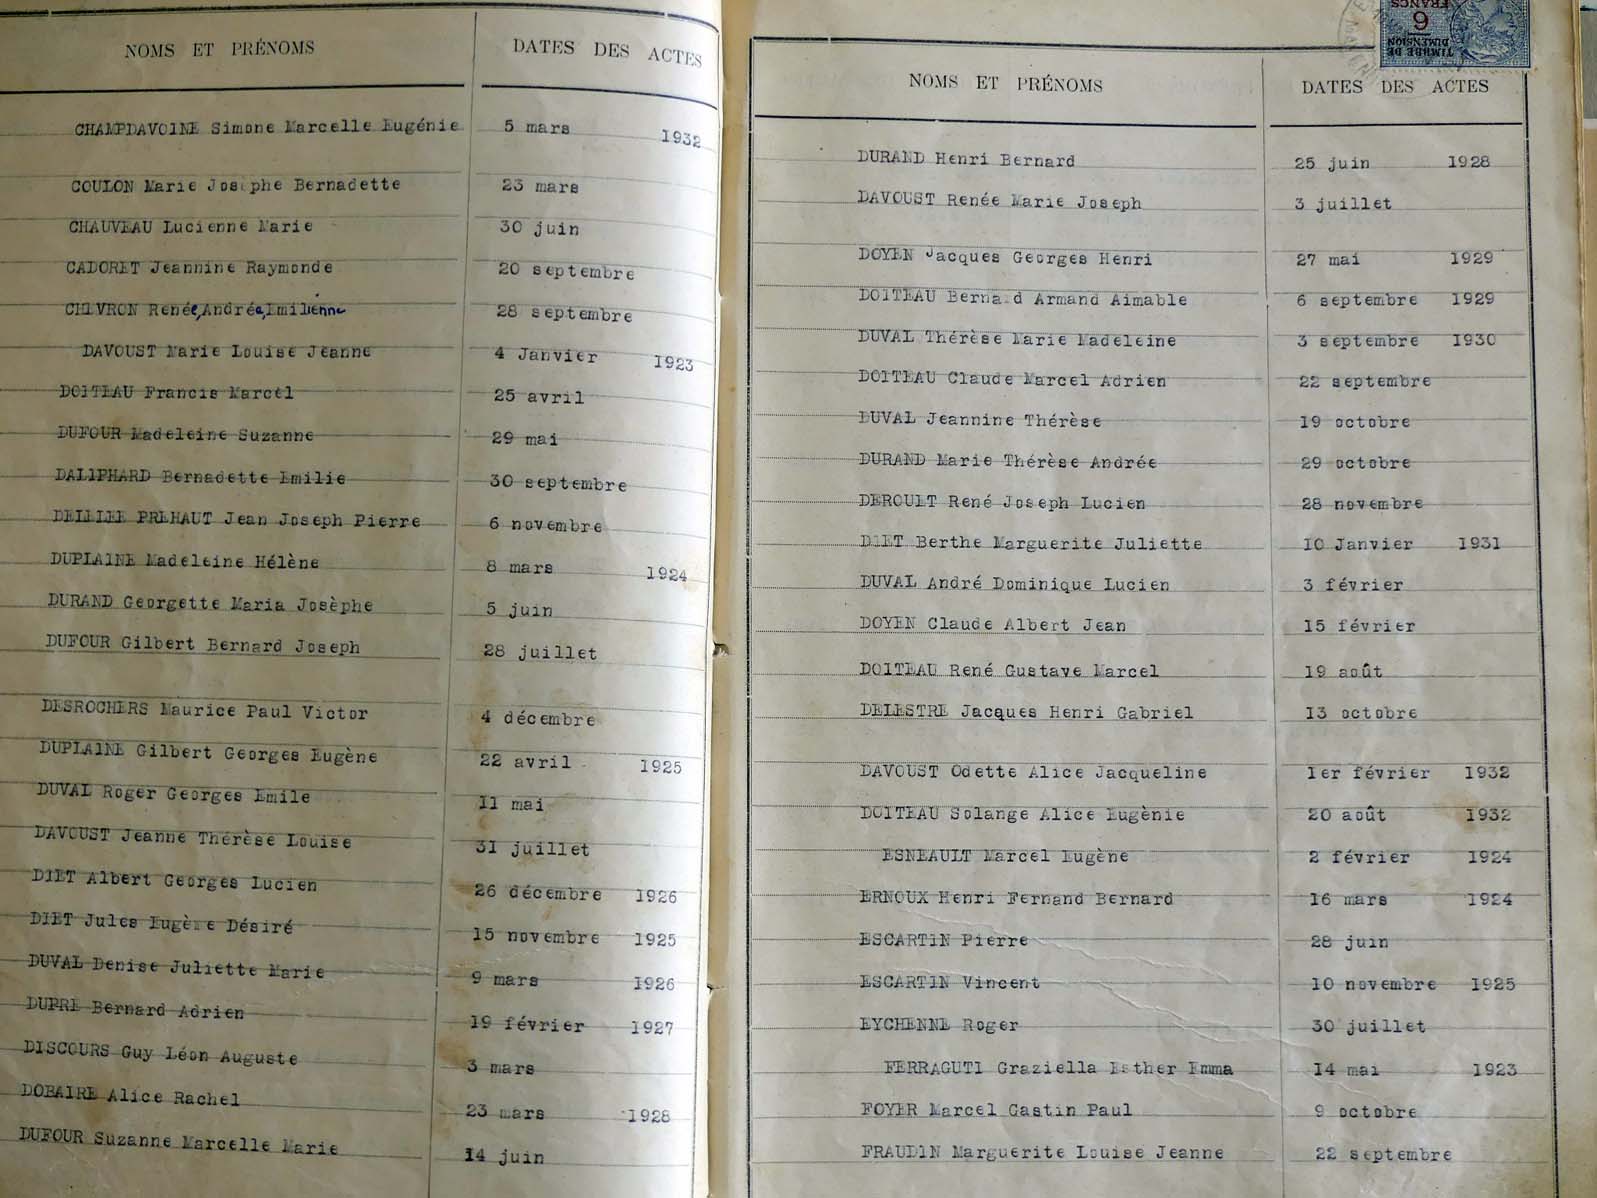 NOMS ET PRÉNOMS DATES DES ACTES
CHAMPDAVOINE Simone Marcelle Eugénie 5 mars 1932
COULON Marie Josephe Bernadette 23 mars
CHAUVEAU Lucienne Marie 30 juin
CADORET Jeannine Raymonde 20 septembre
CHEVRON Renée, Andrée, Emilienne 28 septembre
DAVOUST Marie Louise Jeanne 4 Janvier 1923
DOITEAU Francis Marcel 25 avril
DUFOUR Madeleine Suzanne 29 mai
DALIPHARD Bernadette Emilie 30 septembre
DELELEE PREHAUT Jean Joseph Pierre 6 novembre
DUPLAINE Madeleine Hélène 8 mars 1924
DURAND Georgette Maria Josèphe 5 juin
DUFOUR Gilbert Bernard Joseph 28 juillet
DESROCHERS Maurice Paul Victor 4 décembre
DUPLAINE Gilbert Georges Eugène 22 avril 1925
DUVAL Roger Georges Emile 11 mai
DAVOUST Jeanne Thérèse Louise 31 juillet
DIET Albert Georges Lucien 26 décembre 1926
DIET Jules Eugène Désiré 15 novembre 1925
DUVAL Denise Juliette Marie 9 mars 1926
DUPRE Bernard Adrien 19 février 1927
DISCOURS Guy Léon Auguste 3 mars
DOBAIRE Alice Rachel 23 mars 1928
DUFOUR Suzanne Marcelle Marie 14 juin
TIMBRE DE
DIMENSION
6
FRANCS
NOMS ET PRÉNOMS DATES DES ACTES
DURAND Henri Bernard 25 juin 1928
DAVOUST Renée Marie Joseph 3 juillet
DOYEN Jacques Georges Henri 27 mai 1929
DOITEAU Bernard Armand Aimable 6 septembre 1929
DUVAL Thérèse Marie Madeleine 3 septembre 1930
DOITEAU Claude Marcel Adrien 22 septembre
DUVAL Jeannine Thérèse 19 octobre
DURAND Marie Thérèse Andrée 29 octobre
DEROUET René Joseph Lucien 28 novembre
DIET Berthe Marguerite Juliette 10 Janvier 1931
DUVAL André Dominique Lucien 3 février
DOYEN Claude Albert Jean 15 février
DOITEAU René Gustave Marcel 19 août
DELESTRE Jacques Henri Gabriel 13 octobre
DAVOUST Odette Alice Jacqueline 1er février 1932
DOITEAU Solange Alice Eugènie 20 août 1932
ESNEAULT Marcel Eugène 2 février 1924
ERNOUX Henri Fernand Bernard 16 mars 1924
ESCARTIN Pierre 28 juin
ESCARTIN Vincent 10 novembre 1925
EYCHENNE Roger 30 juillet
FERRAGUTI Graziella Esther Emma 14 mai 1923
FOYER Marcel Gastin Paul 9 octobre
FRAUDIN Marguerite Louise Jeanne 22 septembre